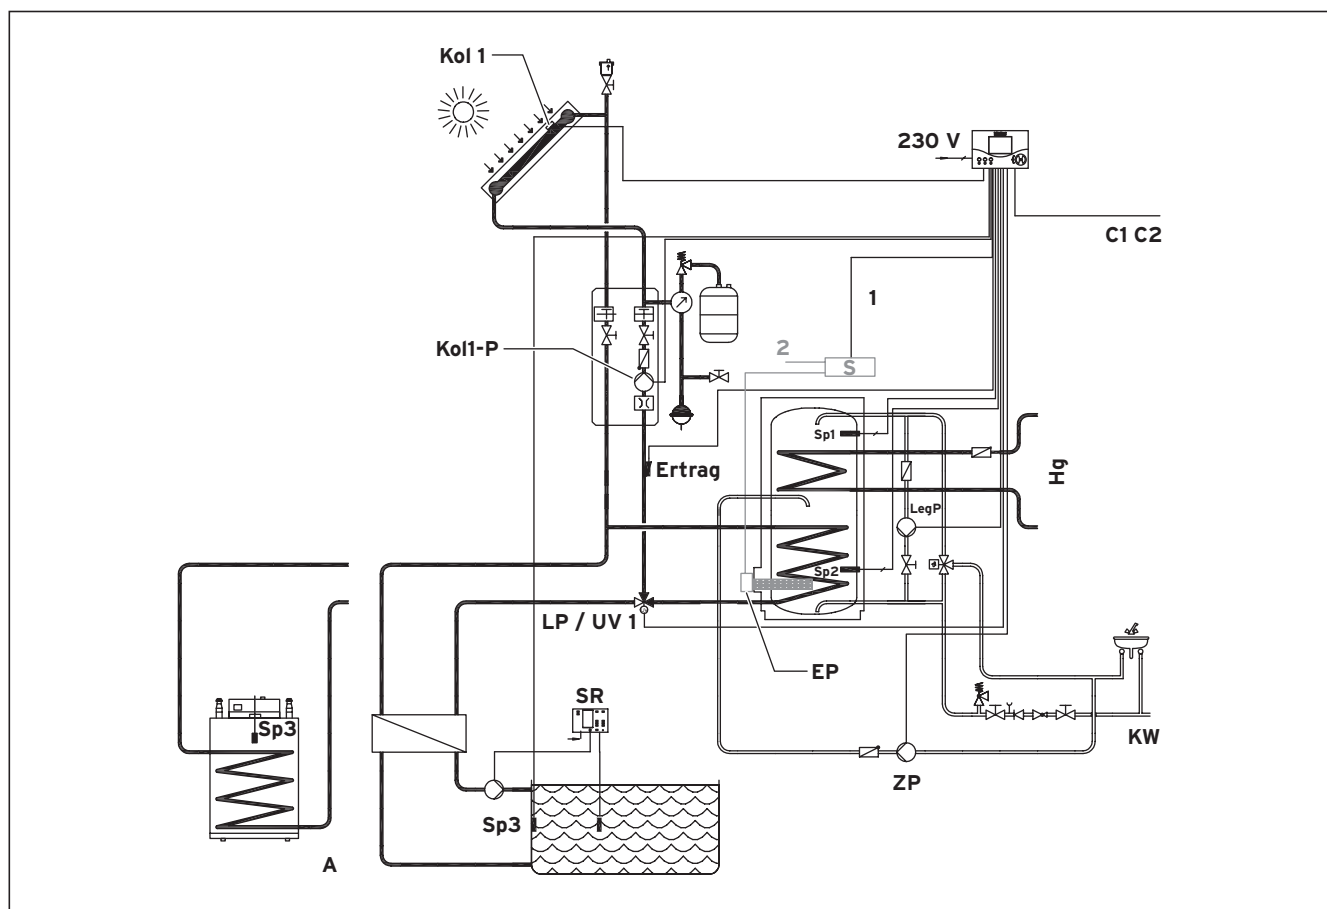 Kol 1
230 V
C1 C2
1
Kol1-P
2
S
Sp1
Ertrag
Hg
LegP
Sp2
LP / UV 1
EP
SR
Sp3
KW
ZP
Sp3
A